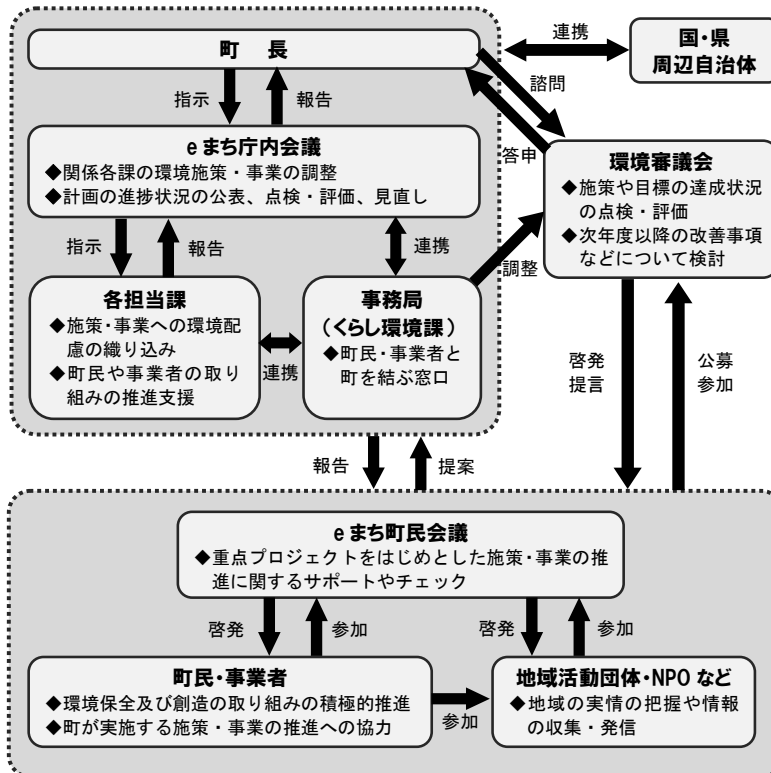 町　長
連携
国・県
周辺自治体
指示
報告
諮問
答申
eまち庁内会議
◆関係各課の環境施策・事業の調整
◆計画の進捗状況の公表、点検・評価、見直し
環境審議会
◆施策や目標の達成状況
の点検・評価
◆次年度以降の改善事項
などについて検討
指示
報告
連携
調整
各担当課
◆施策・事業への環境配
慮の織り込み
◆町民や事業者の取り
組みの推進支援
連携
事務局
（くらし環境課）
◆町民・事業者と
町を結ぶ窓口
啓発
提言
公募
参加
報告
提案
eまち町民会議
◆重点プロジェクトをはじめとした施策・事業の推
進に関するサポートやチェック
啓発
参加
啓発
参加
町民・事業者
◆環境保全及び創造の取り組みの積極的推進
◆町が実施する施策・事業の推進への協力
参加
地域活動団体・NPOなど
◆地域の実情の把握や情報
の収集・発信